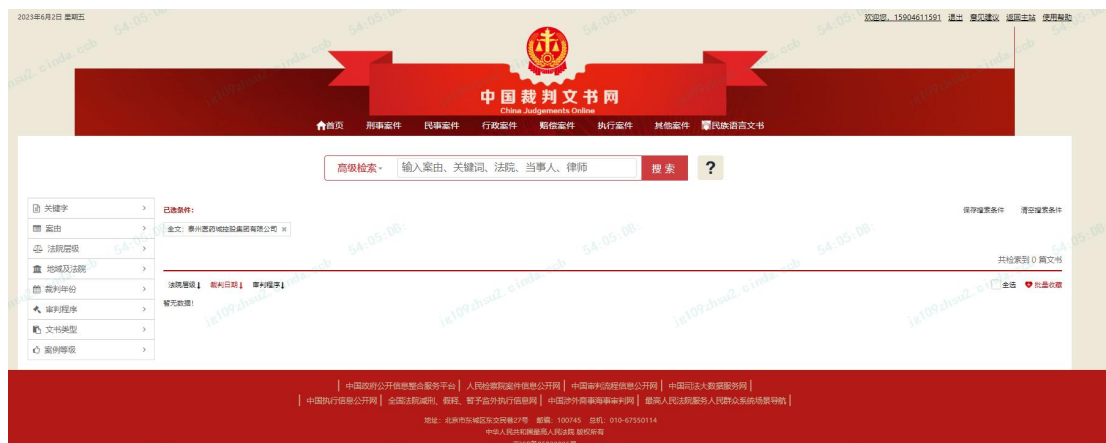 2023年6月2日 星期五
欢迎您，15904611591 退出 意见建议 返回主站 使用帮助
中国裁判文书网
China Judgements Online
首页 刑事案件 民事案件 行政案件 赔偿案件 执行案件 其他案件 民族语言文书
高级检索 输入案由、关键词、法院、当事人、律师 搜索 ?
关键字
案由
法院层级
地域及法院
裁判年份
审判程序
文书类型
案例等级
已选条件：
保存搜索条件 清空搜索条件
全文：泰州医药城控股集团有限公司
共检索到 0 篇文书
法院层级 裁判日期 审判程序
全选 批量收藏
暂无数据!
中国政府公开信息整合服务平台 | 人民检察院案件信息公开网 | 中国审判流程信息公开网 | 中国司法大数据服务网 |
中国执行信息公开网 | 全国法院减刑、假释、暂予监外执行信息网 | 中国涉外商事海事审判网 | 最高人民法院服务人民群众系统场景导航 |
地址：北京市东城区东交民巷27号 邮编：100745 总机：010-67550114
中华人民共和国最高人民法院 版权所有